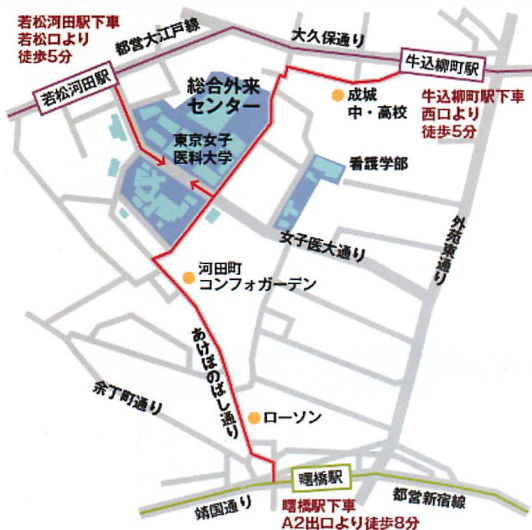 若松河田駅下車
若松口より
徒歩5分
都営大江戸線
大久保通り
若松河田駅
牛込柳町駅
総合外来
センター
成城
中・高校
牛込柳町駅下車
西口より
徒歩5分
東京女子
医科大学
看護学部
外苑東通り
女子医大通り
河田町
コンフォガーデン
あけぼのばし通り
余丁町通り
ローソン
曙橋駅
靖国通り
都営新宿線
曙橋駅下車
A2出口より徒歩8分